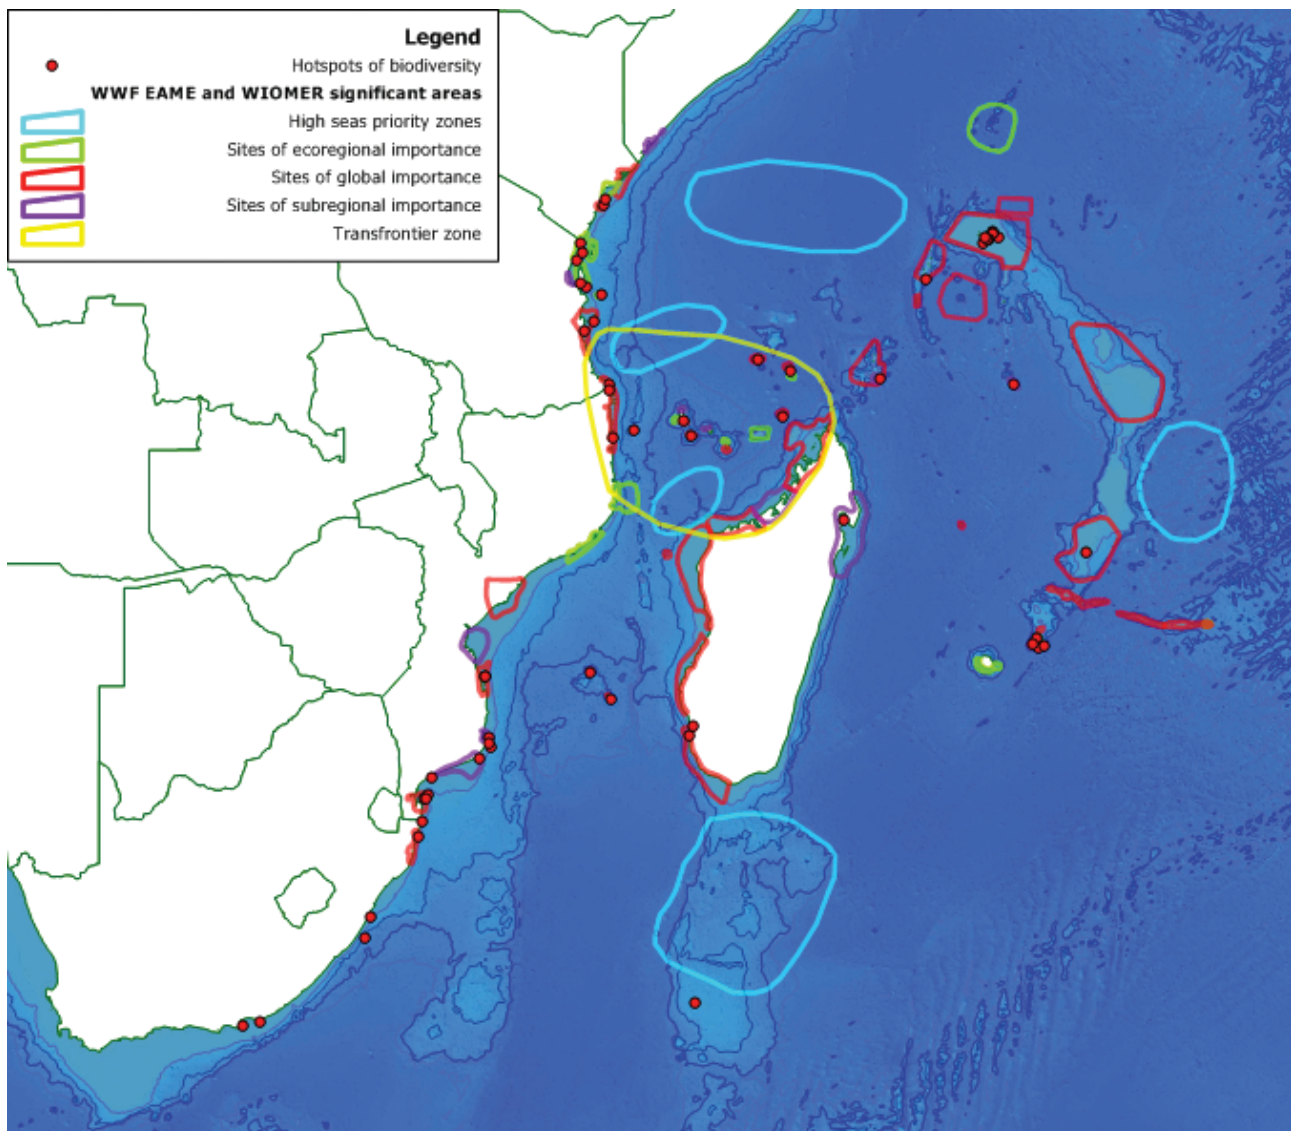 Legend
Hotspots of biodiversity
WWF EAME and WIOMER significant areas
High seas priority zones
Sites of ecoregional importance
Sites of global importance
Sites of subregional importance
Transfrontier zone